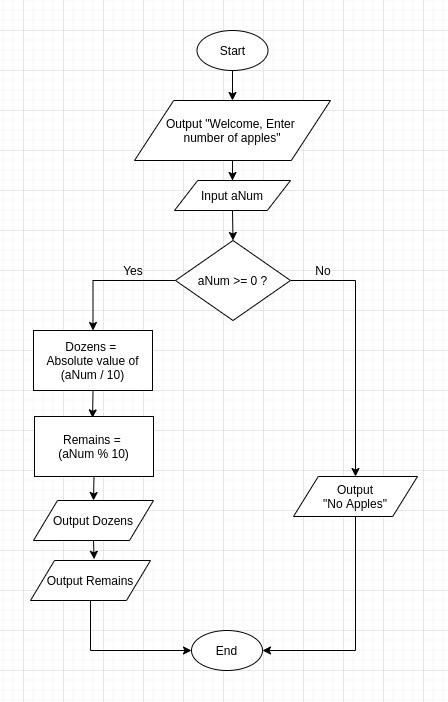 Start
Output "Welcome, Enter
number of apples"
Input aNum
aNum >= 0 ?
Yes
No
Dozens =
Absolute value of
(aNum / 10)
Remains =
(aNum % 10)
Output Dozens
Output Remains
Output
"No Apples"
End